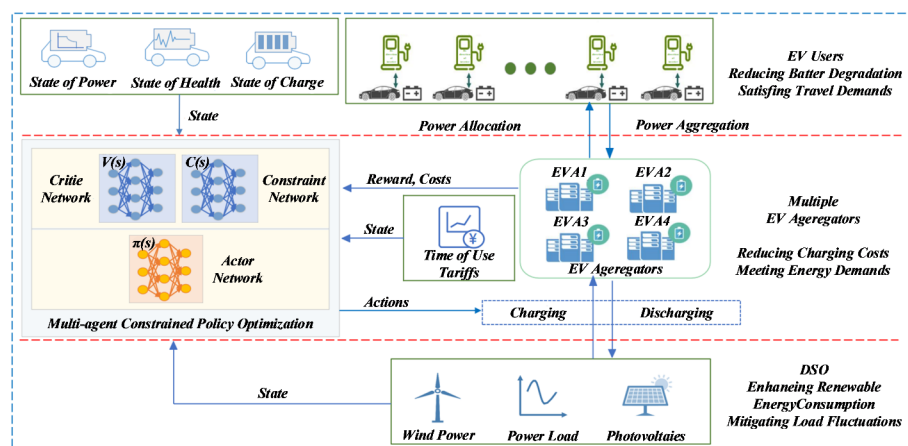 State of Power
State of Health
State of Charge
EV Users
Reducing Batter Degradation
Satisfying Travel Demands
State
Power Allocation
Power Aggregation
V(s)
C(s)
Critie
Network
Constraint
Network
π(s)
Actor
Network
Multi-agent Constrained Policy Optimization
Reward, Costs
State
¥
Time of Use
Tariffs
Actions
EVA1
EVA2
EVA3
EVA4
EV Ageregators
Charging
Discharging
Multiple
EV Ageregators
Reducing Charging Costs
Meeting Energy Demands
State
Wind Power
Power Load
Photovoltaies
DSO
Enhaneing Renewable
EnergyConsumption
Mitigating Load Fluctuations